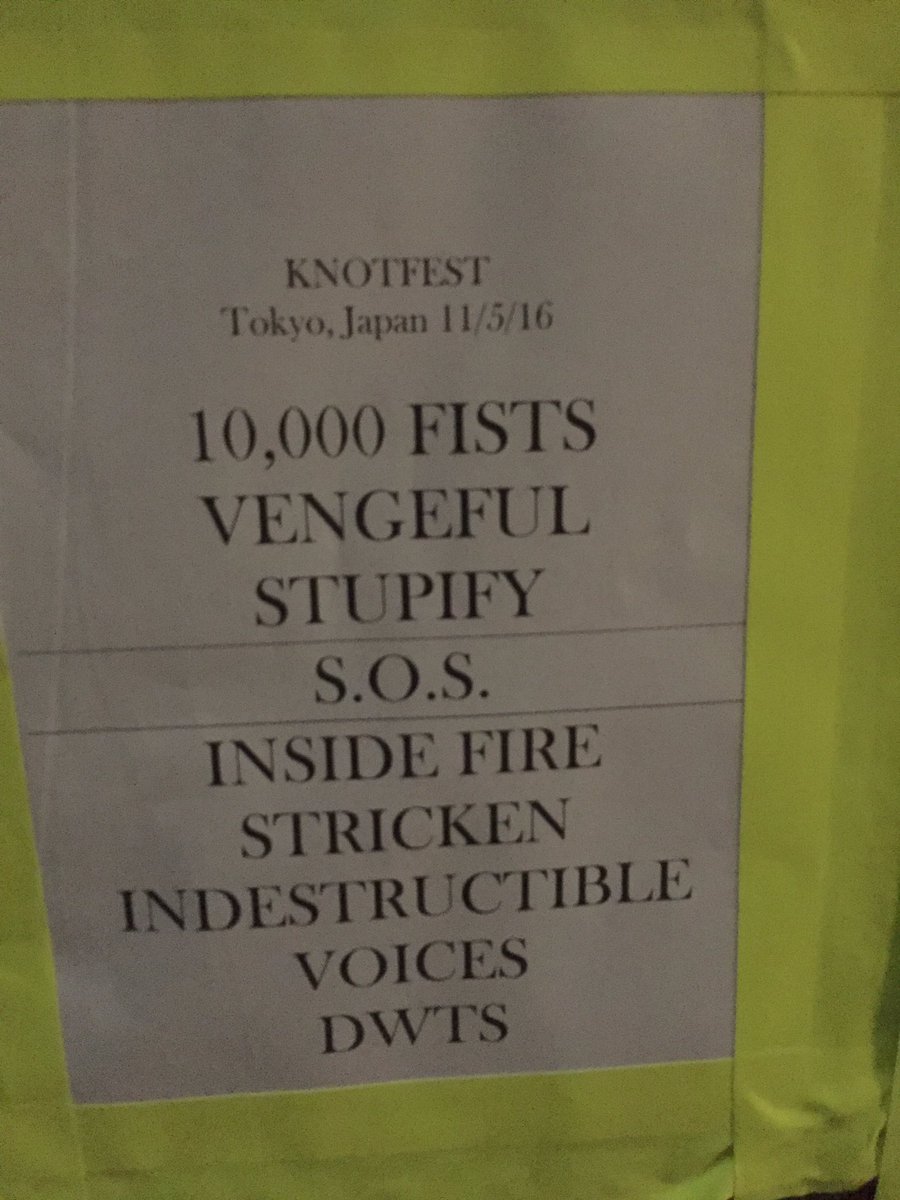 KNOTFEST
Tokyo, Japan 11/5/16
10,000 FISTS
VENGEFUL
STUPIFY
S.O.S.
INSIDE FIRE
STRICKEN
INDESTRUCTIBLE
VOICES
DWTS